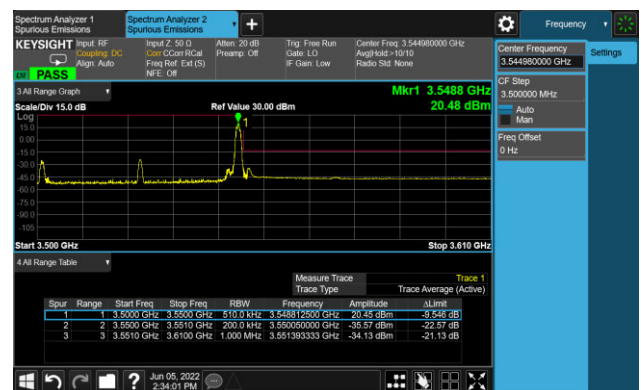 Spectrum Analyzer 1
Spurious Emissions
Spectrum Analyzer 2
Spurious Emissions
Frequency
KEYSIGHT
Input: RF
Coupling: DC
Align: Auto
Input Z: 50 Ω
Corr CCorr RCal
Freq Ref: Ext (S)
NFE: Off
Atten: 20 dB
Preamp: Off
Trig: Free Run
Gate: LO
IF Gain: Low
Center Freq: 3.544980000 GHz
Avg|Hold:>10/10
Radio Std: None
PASS
Center Frequency
3.544980000 GHz
Settings
CF Step
3.500000 MHz
Auto
Man
Freq Offset
0 Hz
3 All Range Graph
Mkr1 3.5488 GHz
Scale/Div 15.0 dB
Ref Value 30.00 dBm
20.48 dBm
Log
1
15.0
0.00
-15.0
-30.0
-45.0
-60.0
-75.0
-90.0
-105
Start 3.500 GHz
Stop 3.610 GHz
4 All Range Table
Measure Trace Trace 1
Trace Type Trace Average (Active)
Spur Range Start Freq Stop Freq RBW Frequency Amplitude ΔLimit
1 1 3.5000 GHz 3.5500 GHz 510.0 kHz 3.548812500 GHz 20.45 dBm -9.546 dB
2 2 3.5500 GHz 3.5510 GHz 200.0 kHz 3.550050000 GHz -35.57 dBm -22.57 dB
3 3 3.5510 GHz 3.6100 GHz 1.000 MHz 3.551393333 GHz -34.13 dBm -21.13 dB
?
Jun 05, 2022
2:34:01 PM